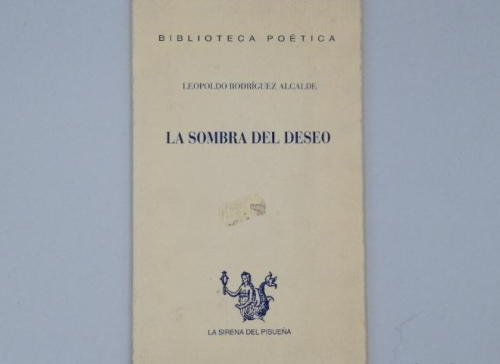 BIBLIOTECA POÉTICA
LEOPOLDO RODRÍGUEZ ALCALDE
LA SOMBRA DEL DESEO
LA SIRENA DEL PISUEÑA